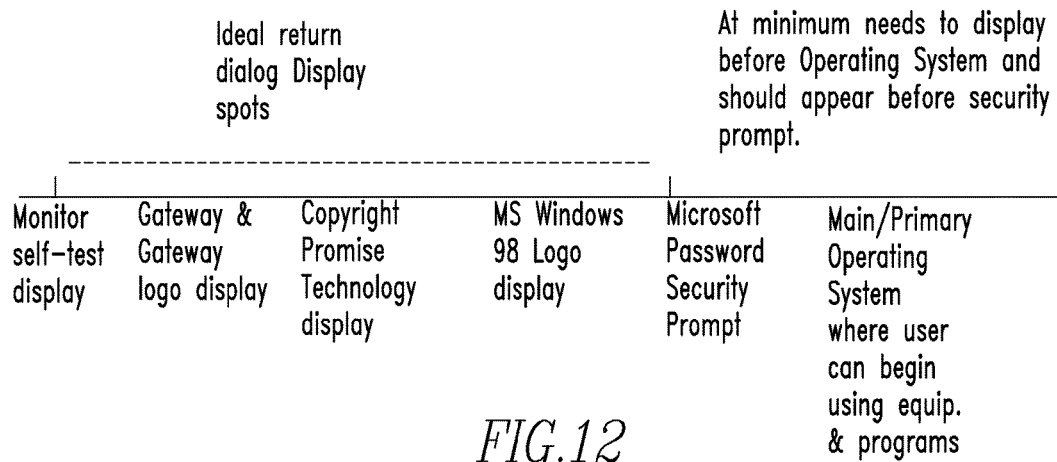 Ideal return
dialog Display
spots
At minimum needs to display
before Operating System and
should appear before security
prompt.
Monitor
self-test
display
Gateway &
Gateway
logo display
Copyright
Promise
Technology
display
MS Windows
98 Logo
display
Microsoft
Password
Security
Prompt
Main/Primary
Operating
System
where user
can begin
using equip.
& programs
FIG.12